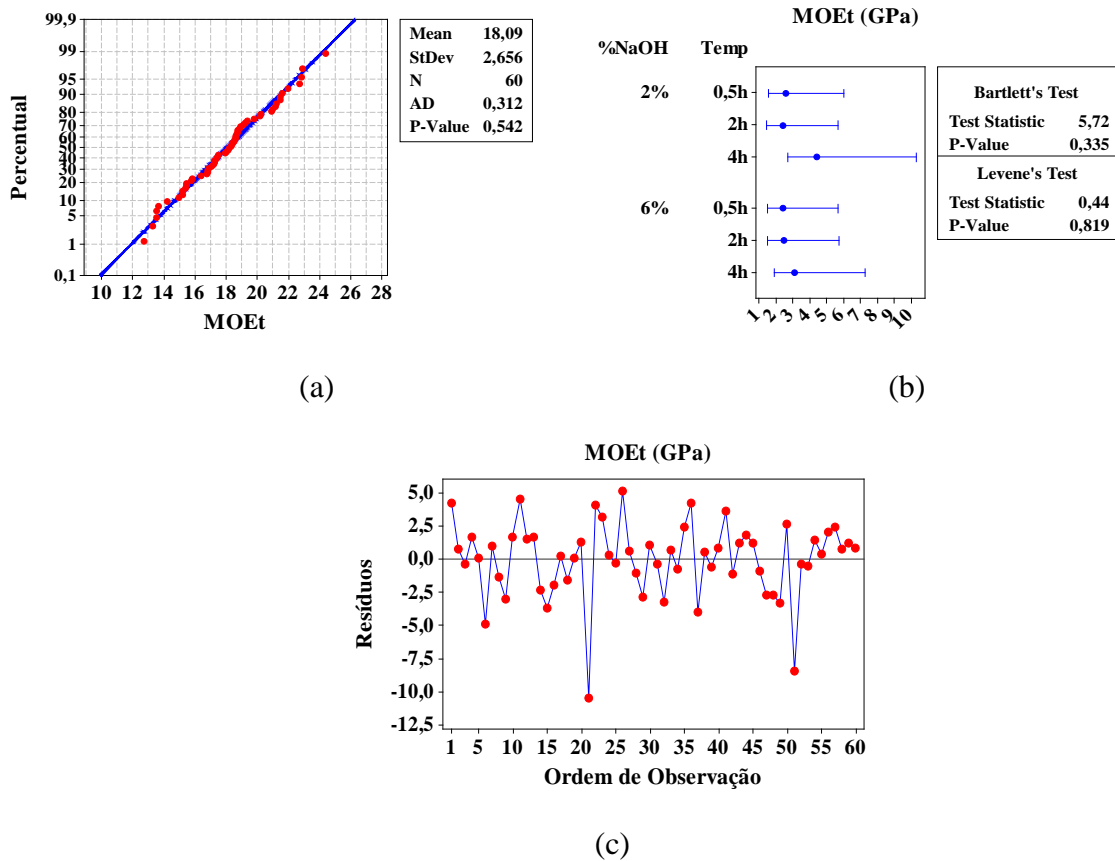 99,9
99
95
90
80
70
60
50
40
30
20
10
5
1
0,1
Percentual
10 12 14 16 18 20 22 24 26 28
MOEt
Mean 18,09
StDev 2,656
N 60
AD 0,312
P-Value 0,542
(a)
MOEt (GPa)
%NaOH Temp
2% 0,5h
2h
4h
6% 0,5h
2h
4h
1 2 3 4 5 6 7 8 9 10
Bartlett's Test
Test Statistic 5,72
P-Value 0,335
Levene's Test
Test Statistic 0,44
P-Value 0,819
(b)
MOEt (GPa)
5,0
2,5
0,0
-2,5
-5,0
-7,5
-10,0
-12,5
Resíduos
1 5 10 15 20 25 30 35 40 45 50 55 60
Ordem de Observação
(c)